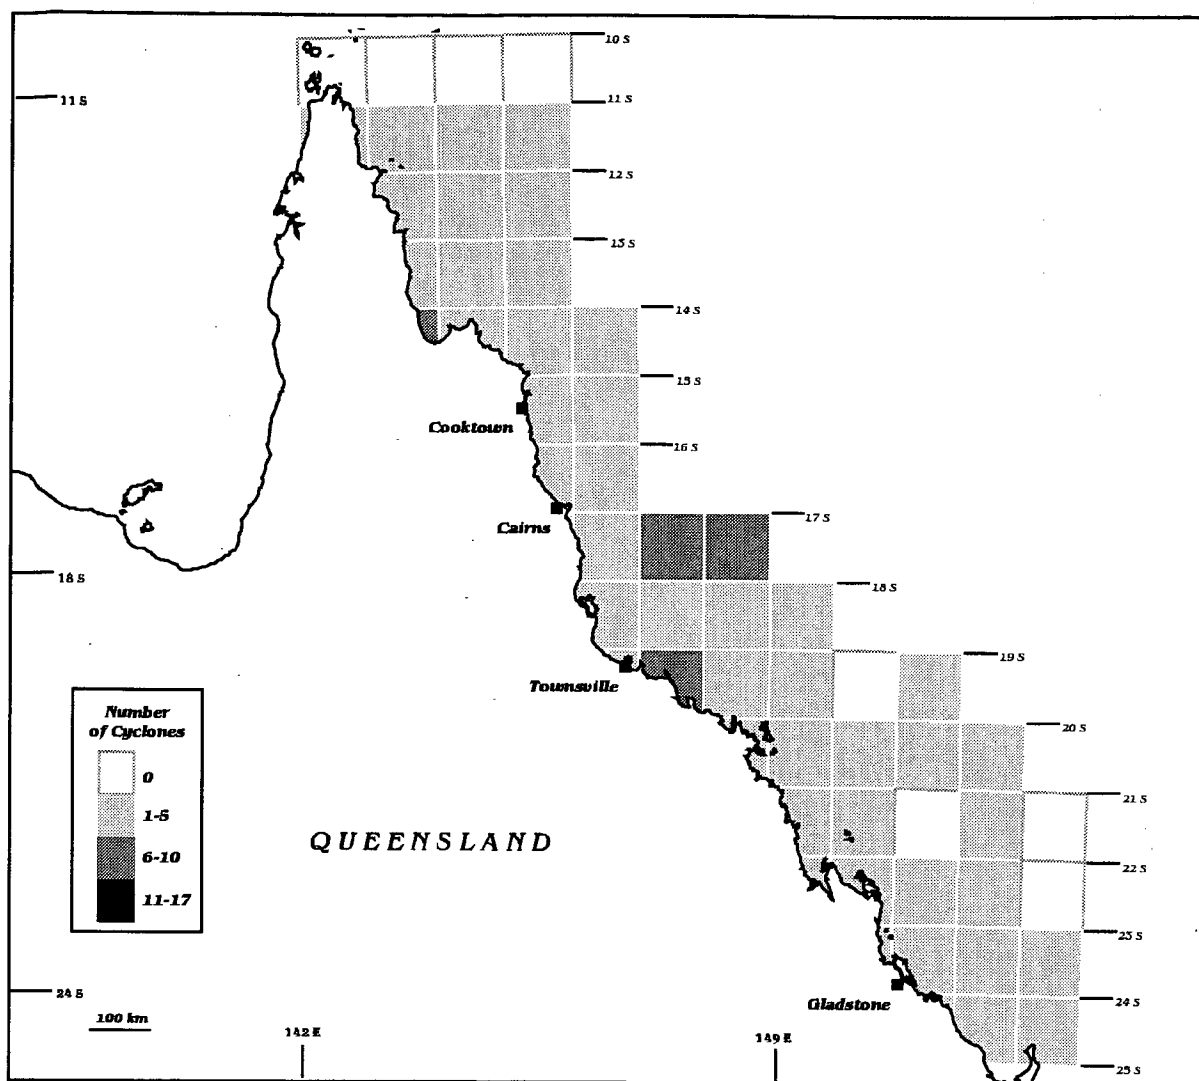 10 S
11 S
11 S
12 S
13 S
14 S
15 S
Cooktown
16 S
Cairns
17 S
18 S
18 S
19 S
Townsville
Number
of Cyclones
20 S
0
1-5
21 S
QUEENSLAND
6-10
22 S
11-17
23 S
24 S
Gladstone
24 S
100 km
142 E
149 E
25 S